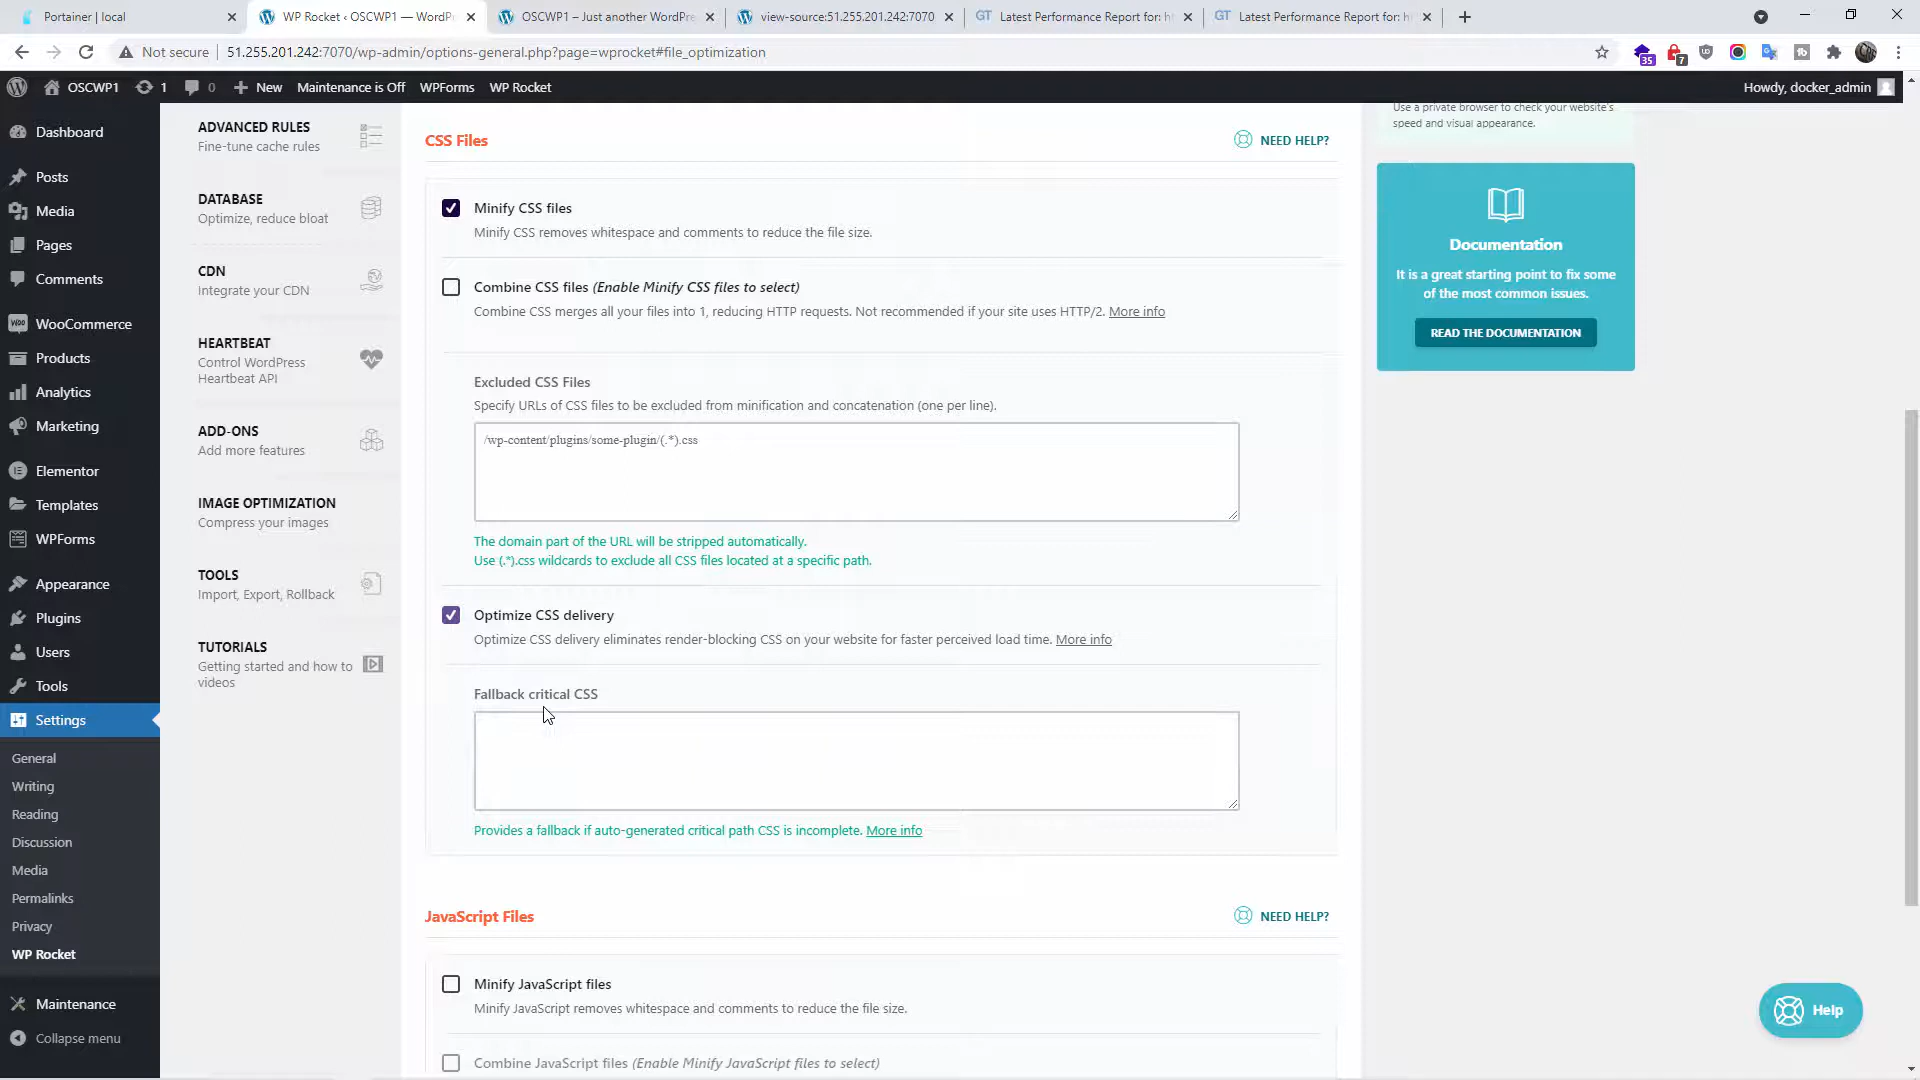 Portainer | local
WP Rocket ‹ OSCWP1 — WordPr
OSCWP1 – Just another WordPre
view-source:51.255.201.242:7070
GT Latest Performance Report for: h
GT Latest Performance Report for: h
Not secure
51.255.201.242:7070/wp-admin/options-general.php?page=wprocket#file_optimization
35
7
OSCWP1
1
0
New
Maintenance is Off
WPForms
WP Rocket
Howdy, docker_admin
Dashboard
Posts
Media
Pages
Comments
WooCommerce
Products
Analytics
Marketing
Elementor
Templates
WPForms
Appearance
Plugins
Users
Tools
Settings
General
Writing
Reading
Discussion
Media
Permalinks
Privacy
WP Rocket
Maintenance
Collapse menu
ADVANCED RULES
Fine-tune cache rules
DATABASE
Optimize, reduce bloat
CDN
Integrate your CDN
HEARTBEAT
Control WordPress
Heartbeat API
ADD-ONS
Add more features
IMAGE OPTIMIZATION
Compress your images
TOOLS
Import, Export, Rollback
TUTORIALS
Getting started and how to
videos
CSS Files
NEED HELP?
Minify CSS files
Minify CSS removes whitespace and comments to reduce the file size.
Combine CSS files (Enable Minify CSS files to select)
Combine CSS merges all your files into 1, reducing HTTP requests. Not recommended if your site uses HTTP/2. More info
Excluded CSS Files
Specify URLs of CSS files to be excluded from minification and concatenation (one per line).
/wp-content/plugins/some-plugin/(.*).css
The domain part of the URL will be stripped automatically.
Use (.*).css wildcards to exclude all CSS files located at a specific path.
Optimize CSS delivery
Optimize CSS delivery eliminates render-blocking CSS on your website for faster perceived load time. More info
Fallback critical CSS
Provides a fallback if auto-generated critical path CSS is incomplete. More info
JavaScript Files
NEED HELP?
Minify JavaScript files
Minify JavaScript removes whitespace and comments to reduce the file size.
Combine JavaScript files (Enable Minify JavaScript files to select)
Use a private browser to check your website's
speed and visual appearance.
Documentation
It is a great starting point to fix some
of the most common issues.
READ THE DOCUMENTATION
Help